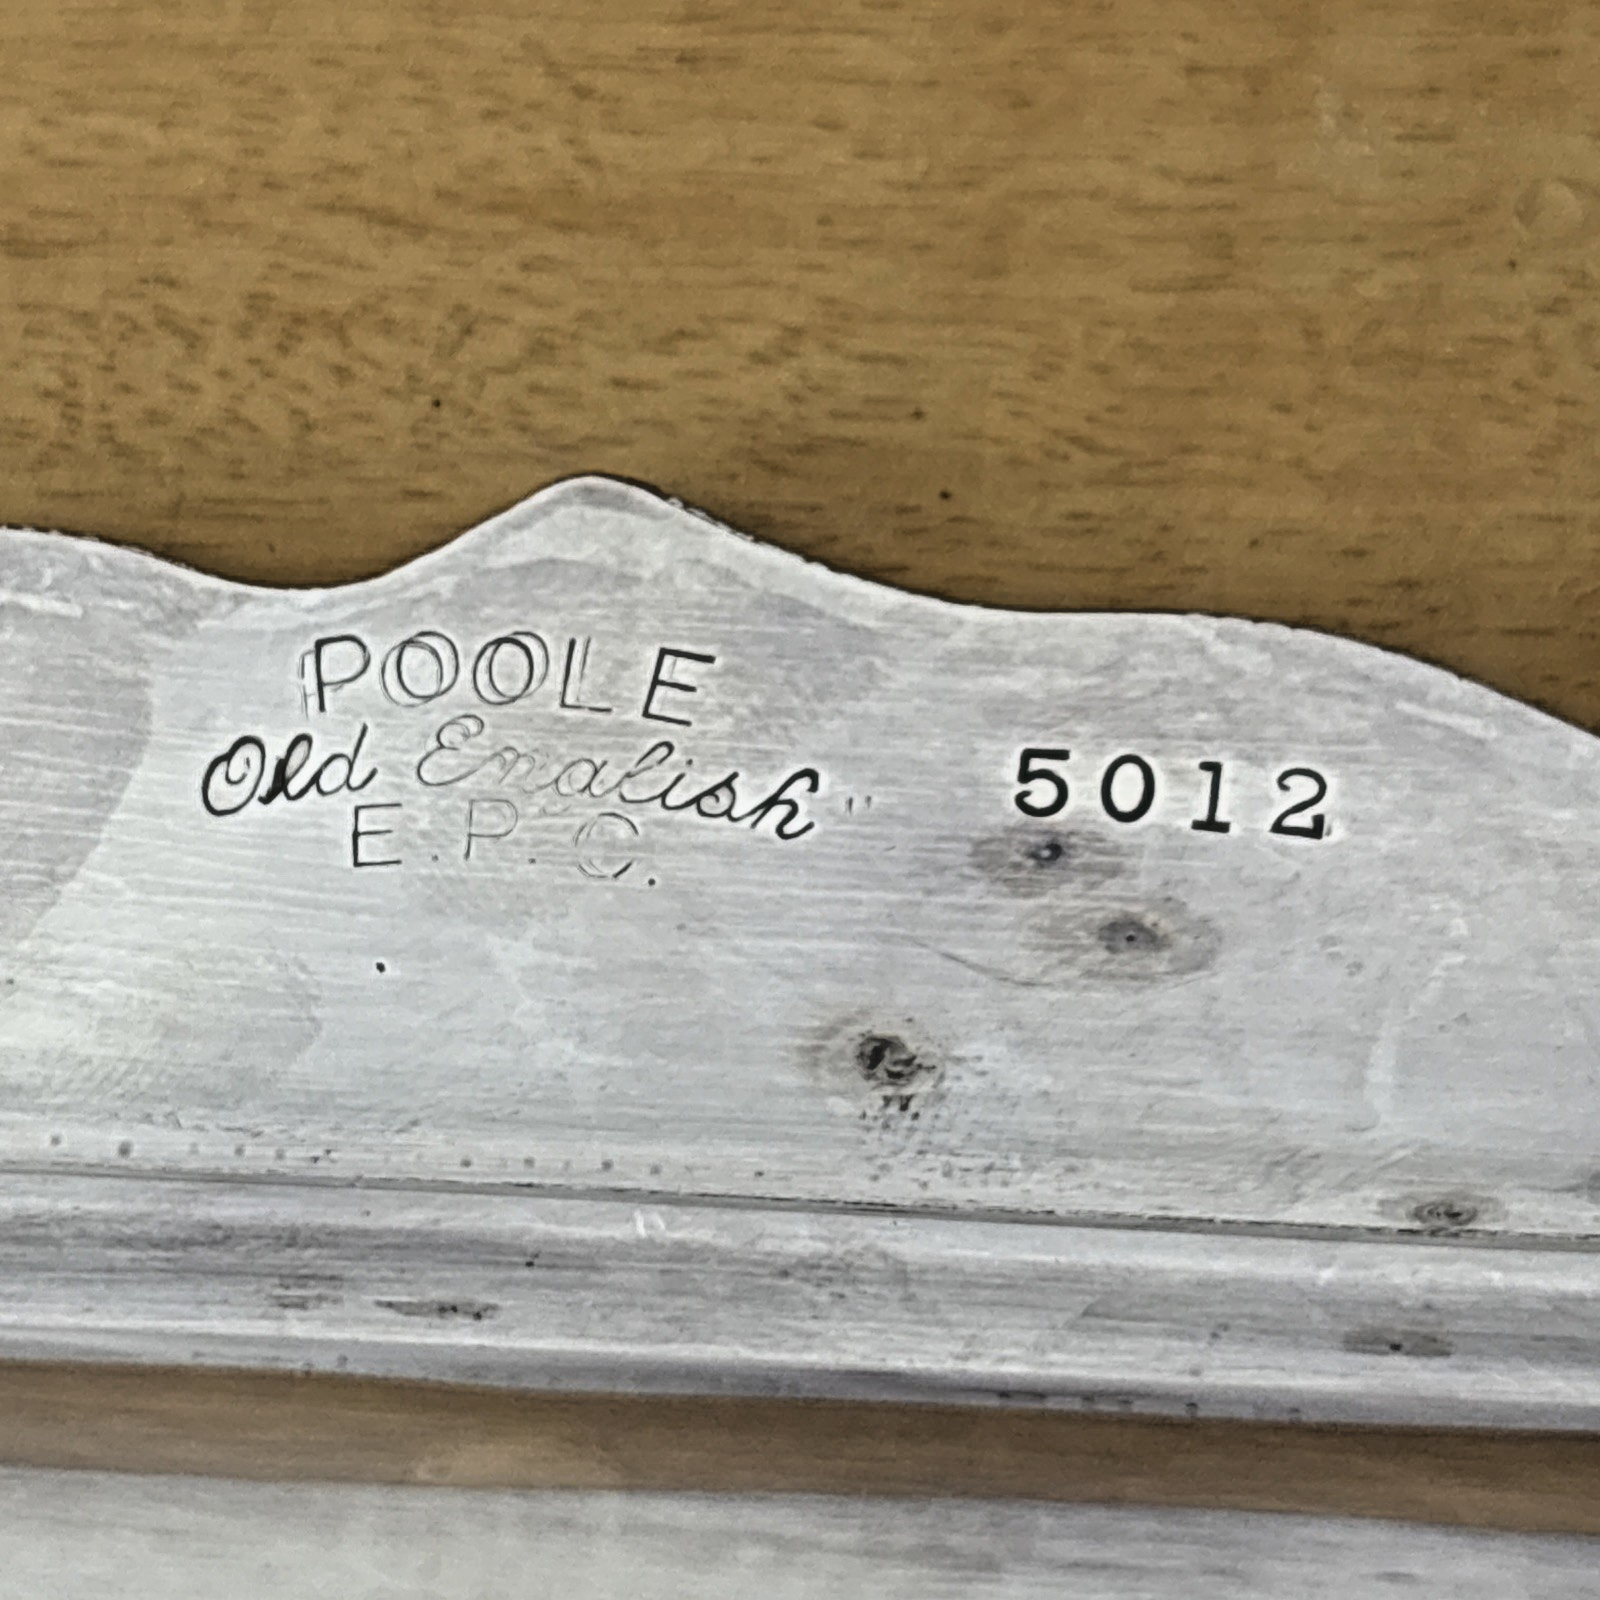 POOLE
Old English"
E.P.C.
5012